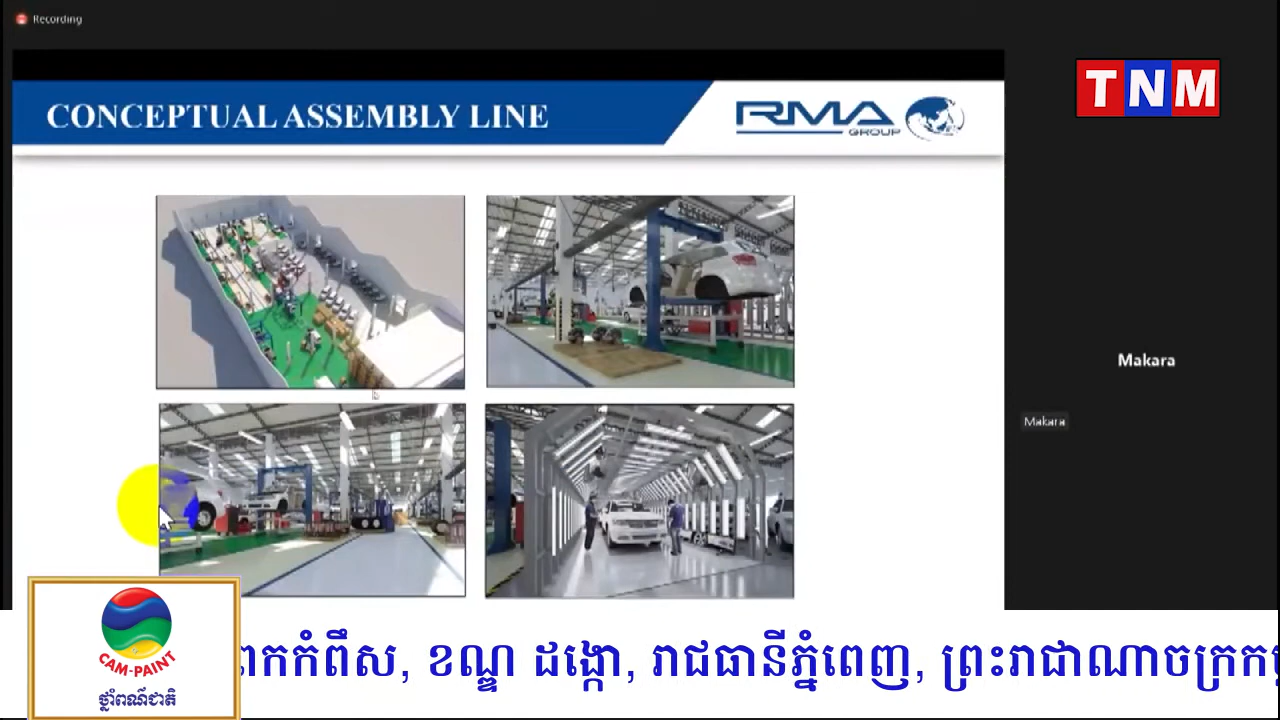 Recording
CONCEPTUAL ASSEMBLY LINE
RMA
GROUP
TNM
Makara
Makara
CAM-PAINT
ថ្នាំពណ៌ជាតិ
ពេកកំពឹស, ខណ្ឌ ដង្កោ, រាជធានីភ្នំពេញ, ព្រះរាជាណាចក្រក